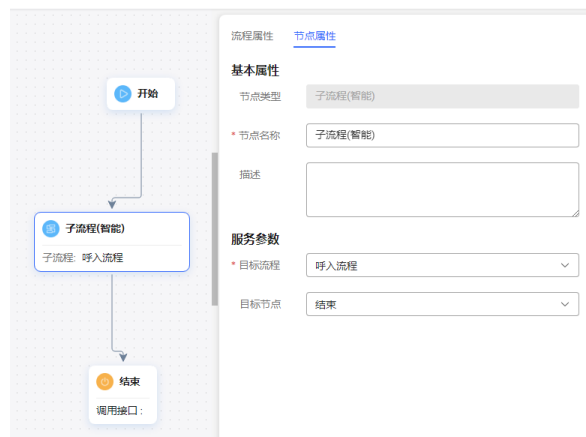 流程属性 节点属性
基本属性
节点类型 子流程(智能)
* 节点名称 子流程(智能)
描述
服务参数
* 目标流程 呼入流程
目标节点 结束
开始
子流程(智能)
子流程: 呼入流程
结束
调用接口: